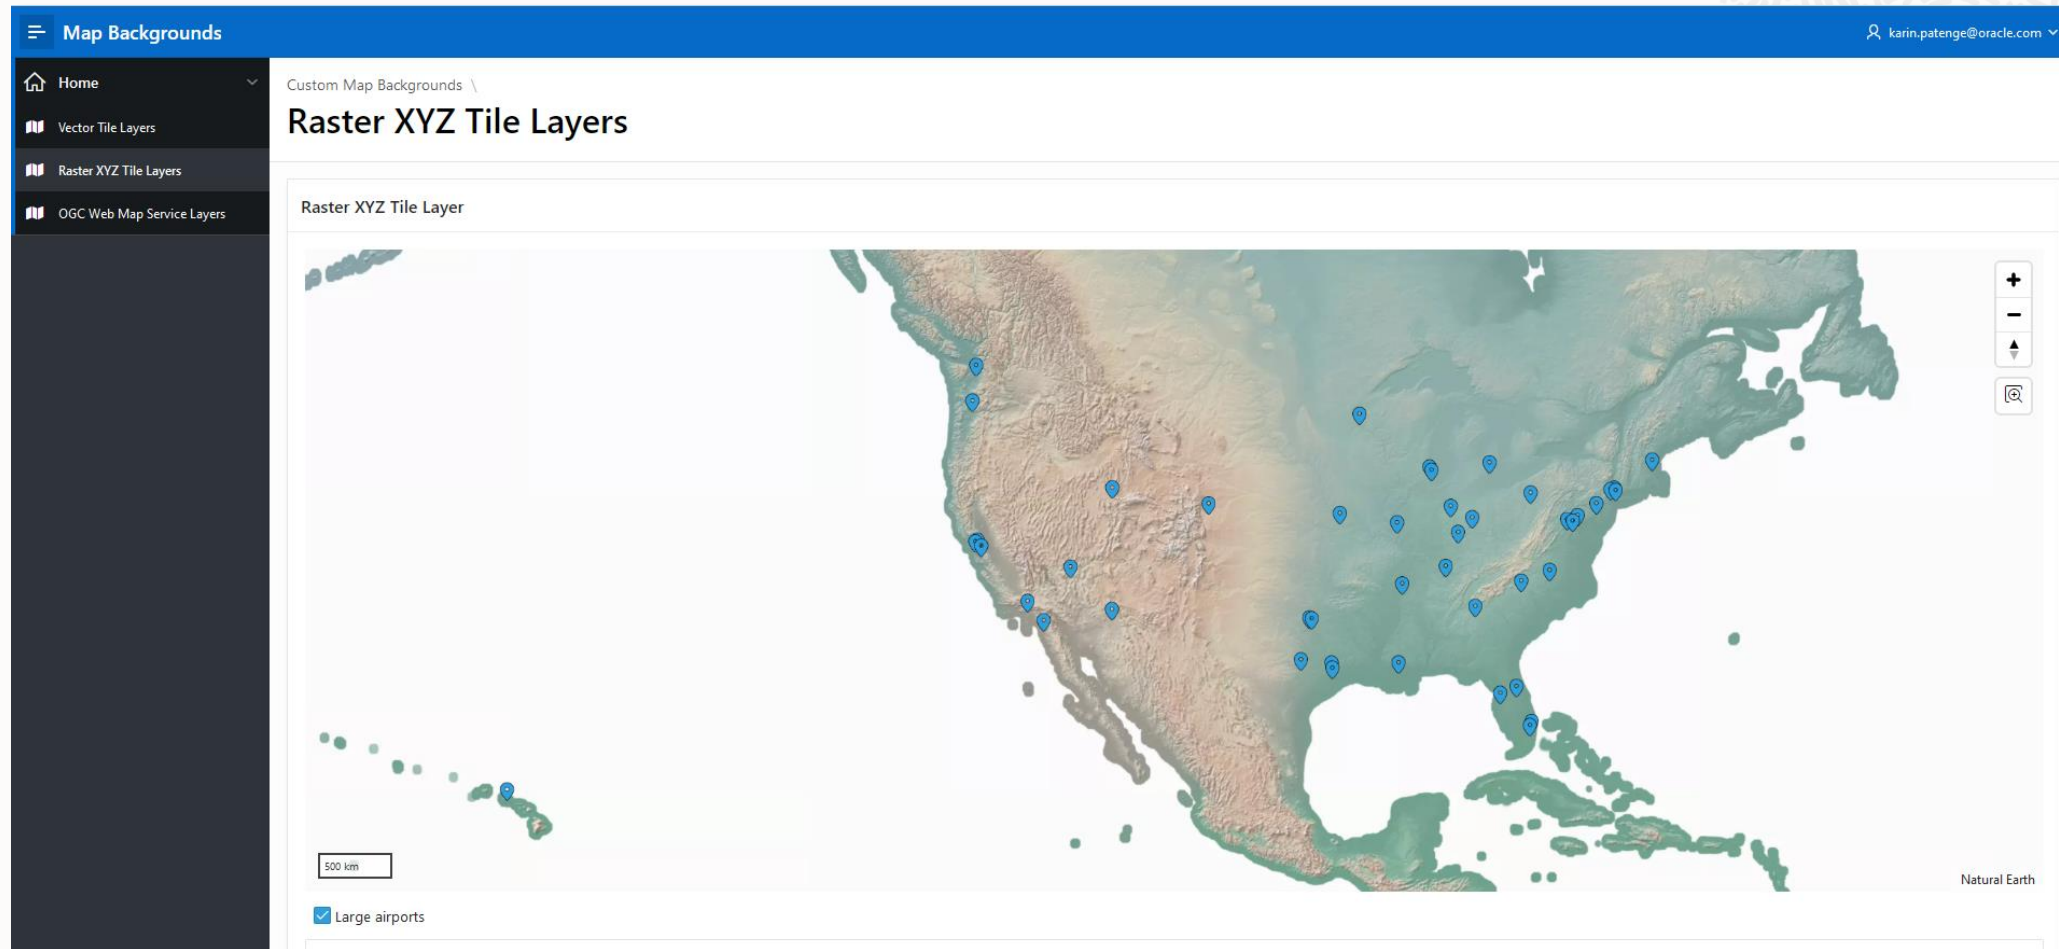 Map Backgrounds
karin.patenge@oracle.com
Home
Vector Tile Layers
Raster XYZ Tile Layers
OGC Web Map Service Layers
Custom Map Backgrounds \
Raster XYZ Tile Layers
Raster XYZ Tile Layer
500 km
Natural Earth
Large airports